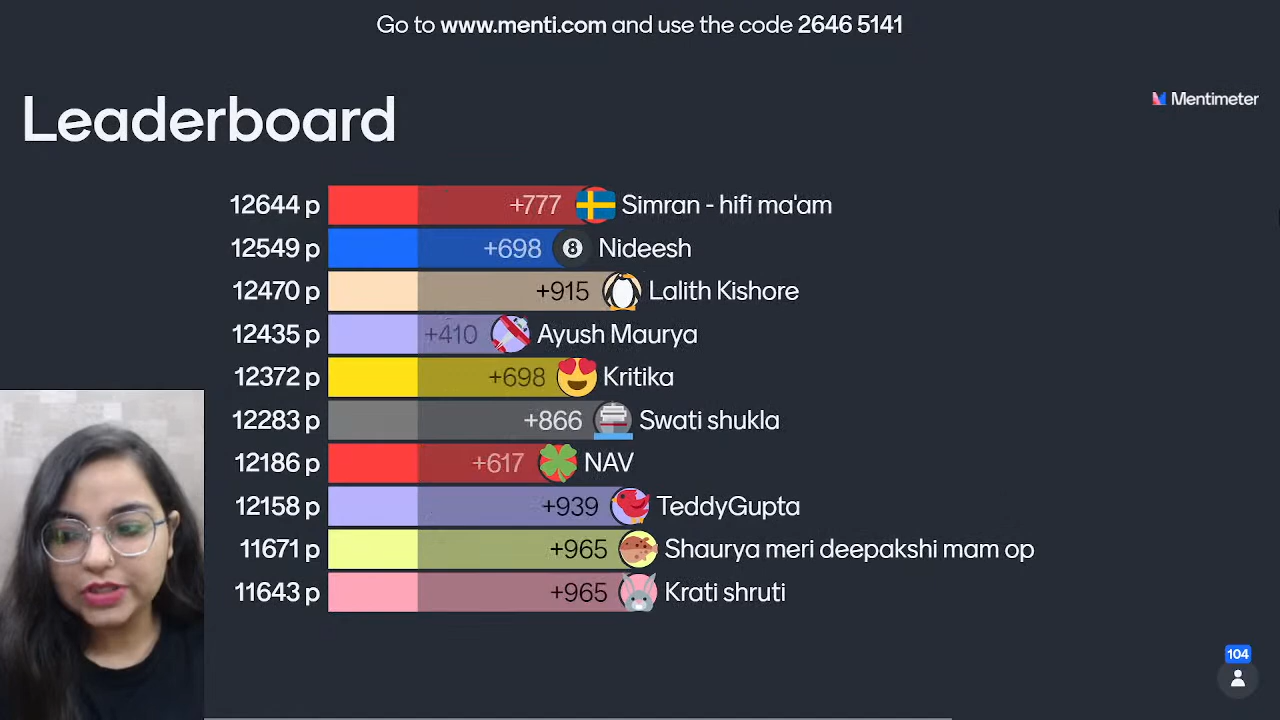 Go to www.menti.com and use the code 2646 5141
Leaderboard
Mentimeter
12644 p +777 Simran - hifi ma'am
12549 p +698 8 Nideesh
12470 p +915 Lalith Kishore
12435 p +410 Ayush Maurya
12372 p +698 Kritika
12283 p +866 Swati shukla
12186 p +617 NAV
12158 p +939 TeddyGupta
11671 p +965 Shaurya meri deepakshi mam op
11643 p +965 Krati shruti
104